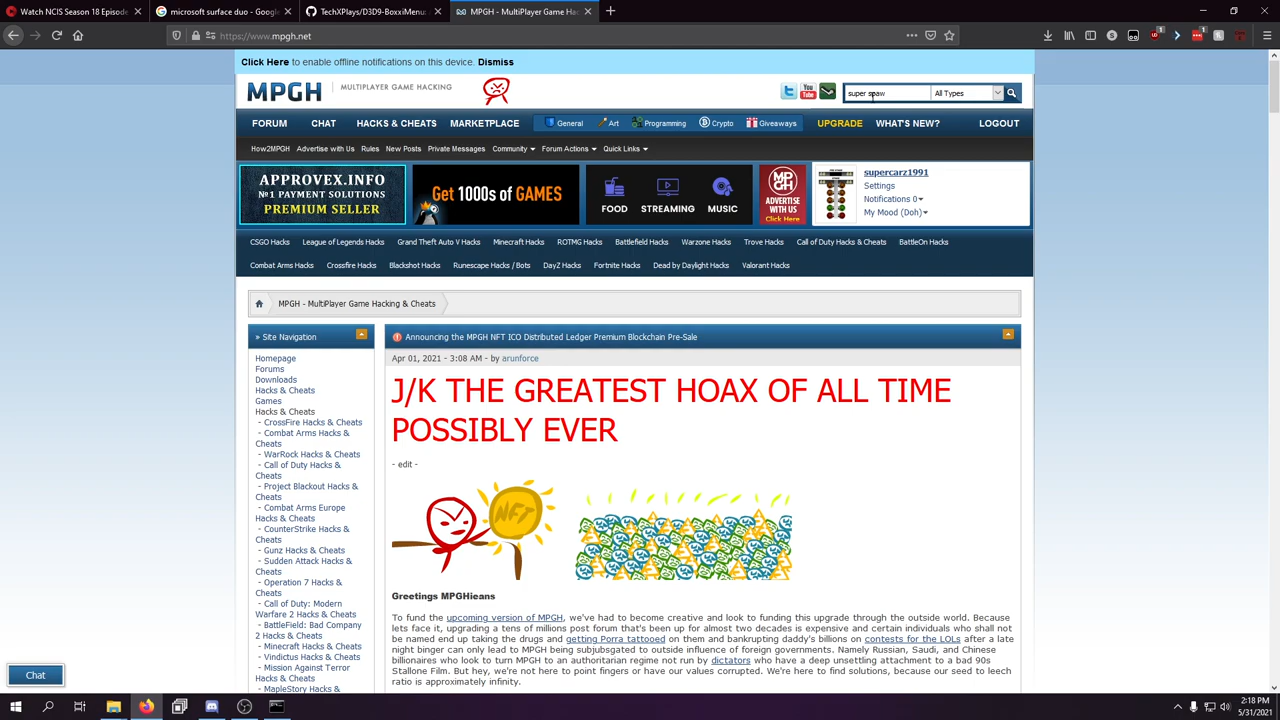 Watch NCIS Season 18 Episode
microsoft surface duo - Google
TechXPlays/D3D9-BoxxiMenu:
MPGH - MultiPlayer Game Ha
https://www.mpgh.net
Click Here to enable offline notifications on this device. Dismiss
MPGH
MULTIPLAYER GAME HACKING
You Tube
super spaw
All Types
FORUM CHAT HACKS & CHEATS MARKETPLACE General Art Programming Crypto Giveaways UPGRADE WHAT'S NEW? LOGOUT
How2MPGH Advertise with Us Rules New Posts Private Messages Community Forum Actions Quick Links
APPROVEX.INFO
№1 PAYMENT SOLUTIONS
PREMIUM SELLER
Get 1000s of GAMES
FOOD STREAMING MUSIC
MPGH
ADVERTISE
WITH US
Click Here
supercarz1991
Settings
Notifications 0
My Mood (Doh)
CSGO Hacks League of Legends Hacks Grand Theft Auto V Hacks Minecraft Hacks ROTMG Hacks Battlefield Hacks Warzone Hacks Trove Hacks Call of Duty Hacks & Cheats BattleOn Hacks
Combat Arms Hacks Crossfire Hacks Blackshot Hacks Runescape Hacks / Bots DayZ Hacks Fortnite Hacks Dead by Daylight Hacks Valorant Hacks
MPGH - MultiPlayer Game Hacking & Cheats
» Site Navigation
Homepage
Forums
Downloads
Hacks & Cheats
Games
Hacks & Cheats
- CrossFire Hacks & Cheats
- Combat Arms Hacks &
Cheats
- WarRock Hacks & Cheats
- Call of Duty Hacks &
Cheats
- Project Blackout Hacks &
Cheats
- Combat Arms Europe
Hacks & Cheats
- CounterStrike Hacks &
Cheats
- Gunz Hacks & Cheats
- Sudden Attack Hacks &
Cheats
- Operation 7 Hacks &
Cheats
- Call of Duty: Modern
Warfare 2 Hacks & Cheats
- BattleField: Bad Company
2 Hacks & Cheats
- Minecraft Hacks & Cheats
- Vindictus Hacks & Cheats
- Mission Against Terror
Hacks & Cheats
- MapleStory Hacks &
Announcing the MPGH NFT ICO Distributed Ledger Premium Blockchain Pre-Sale
Apr 01, 2021 - 3:08 AM - by arunforce
J/K THE GREATEST HOAX OF ALL TIME
POSSIBLY EVER
- edit -
NFT
Greetings MPGHieans
To fund the upcoming version of MPGH, we've had to become creative and look to funding this upgrade through the outside world. Because
lets face it, upgrading a tens of millions post forum that's been up for almost two decades is expensive and certain individuals who shall not
be named end up taking the drugs and getting Porra tattooed on them and bankrupting daddy's billions on contests for the LOLs after a late
night binger can only lead to MPGH being subjubsgated to outside influence of foreign governments. Namely Russian, Saudi, and Chinese
billionaires who look to turn MPGH to an authoritarian regime not run by dictators who have a deep unsettling attachment to a bad 90s
Stallone Film. But hey, we're not here to point fingers or have our values corrupted. We're here to find solutions, because our seed to leech
ratio is approximately infinity.
Chat
2:18 PM
5/31/2021